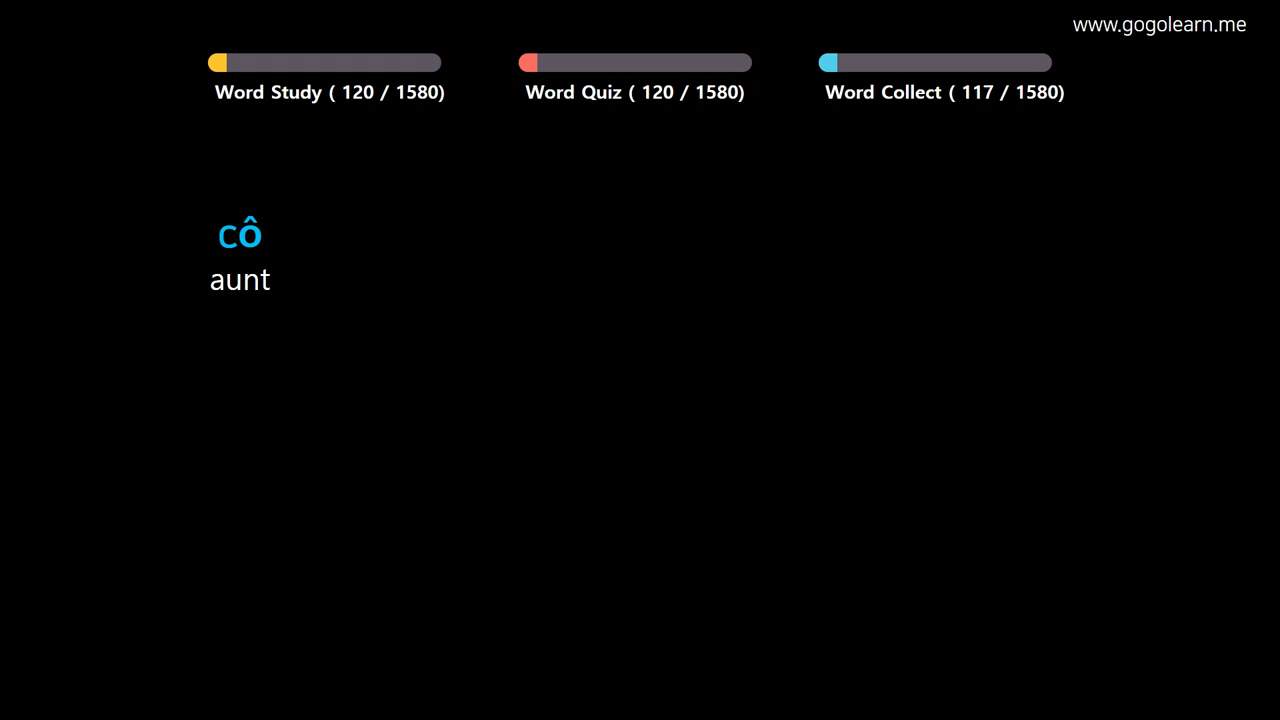 www.gogolearn.me
Word Study ( 120 / 1580)
Word Quiz ( 120 / 1580)
Word Collect ( 117 / 1580)
cô
aunt